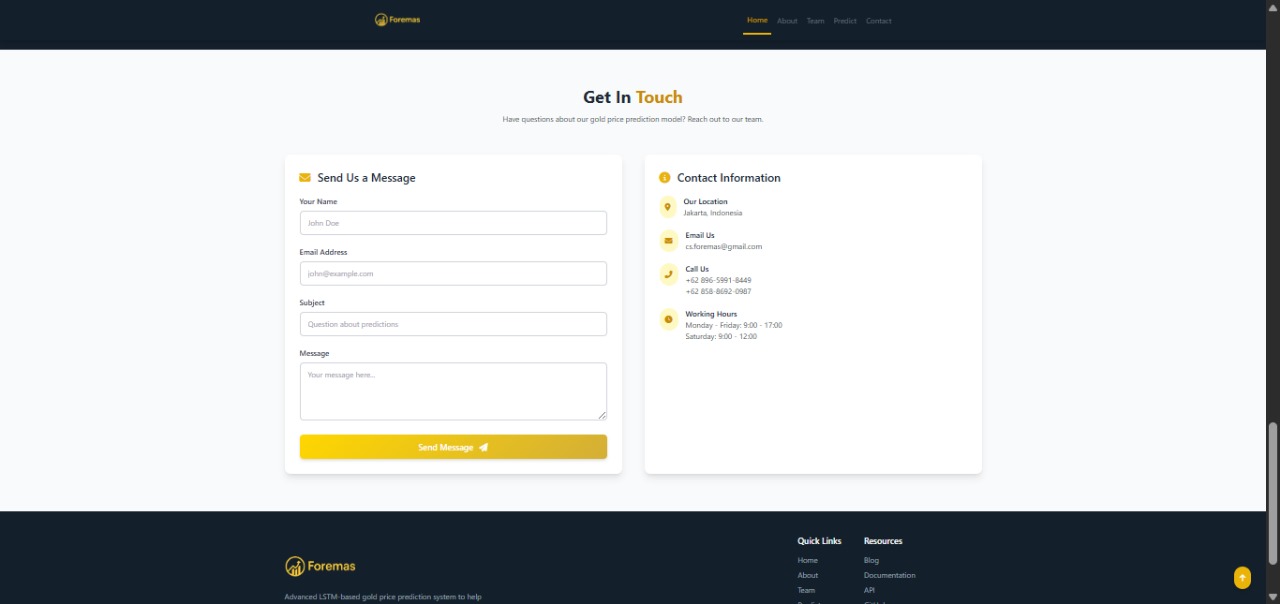 Foremas
Home About Team Predict Contact
Get In Touch
Have questions about our gold price prediction model? Reach out to our team.
Send Us a Message
Your Name
John Doe
Email Address
john@example.com
Subject
Question about predictions
Message
Your message here...
Send Message
Contact Information
Our Location
Jakarta, Indonesia
Email Us
cs.foremas@gmail.com
Call Us
+62 896-5991-8449
+62 858-8692-0987
Working Hours
Monday - Friday: 9:00 - 17:00
Saturday: 9:00 - 12:00
Foremas
Advanced LSTM-based gold price prediction system to help
Quick Links
Home
About
Team
Resources
Blog
Documentation
API